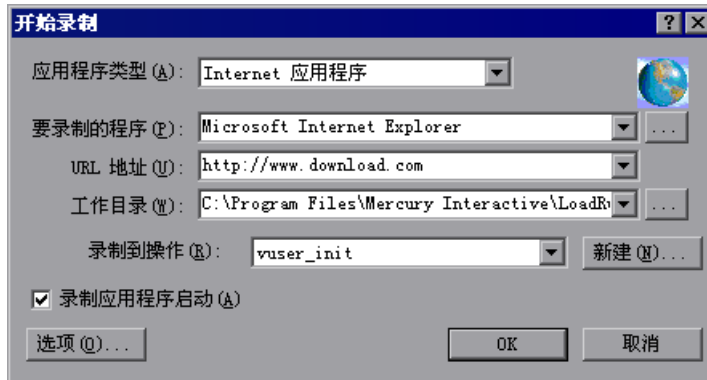 开始录制
应用程序类型(A): Internet 应用程序
要录制的程序(P): Microsoft Internet Explorer ...
URL 地址(U): http://www.download.com
工作目录(W): C:\Program Files\Mercury Interactive\LoadRu ...
录制到操作(R): vuser_init 新建(N)...
录制应用程序启动(A)
选项(O)... OK 取消